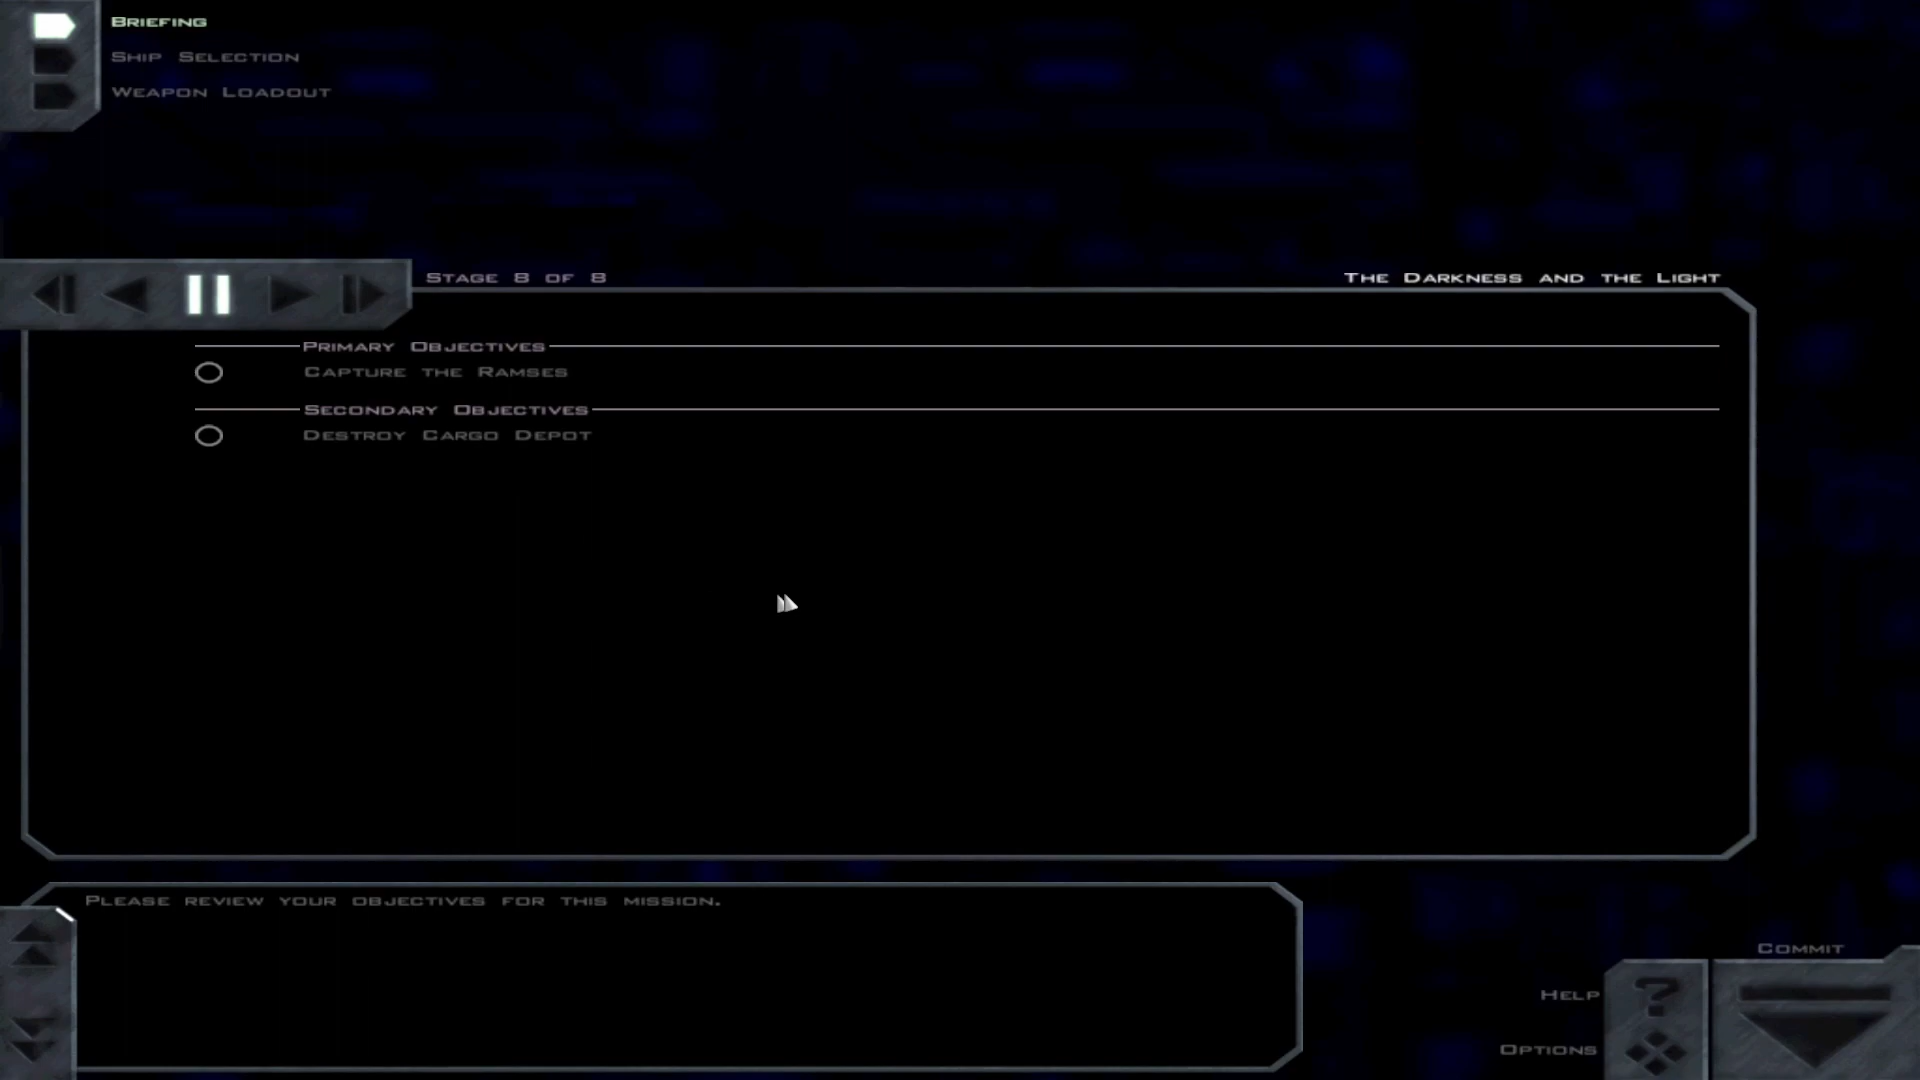 Briefing
Ship Selection
Weapon Loadout
Stage 8 of 8
The Darkness and the Light
Primary Objectives
Capture the Ramses
Secondary Objectives
Destroy Cargo Depot
Please review your objectives for this mission.
Commit
Help
?
Options